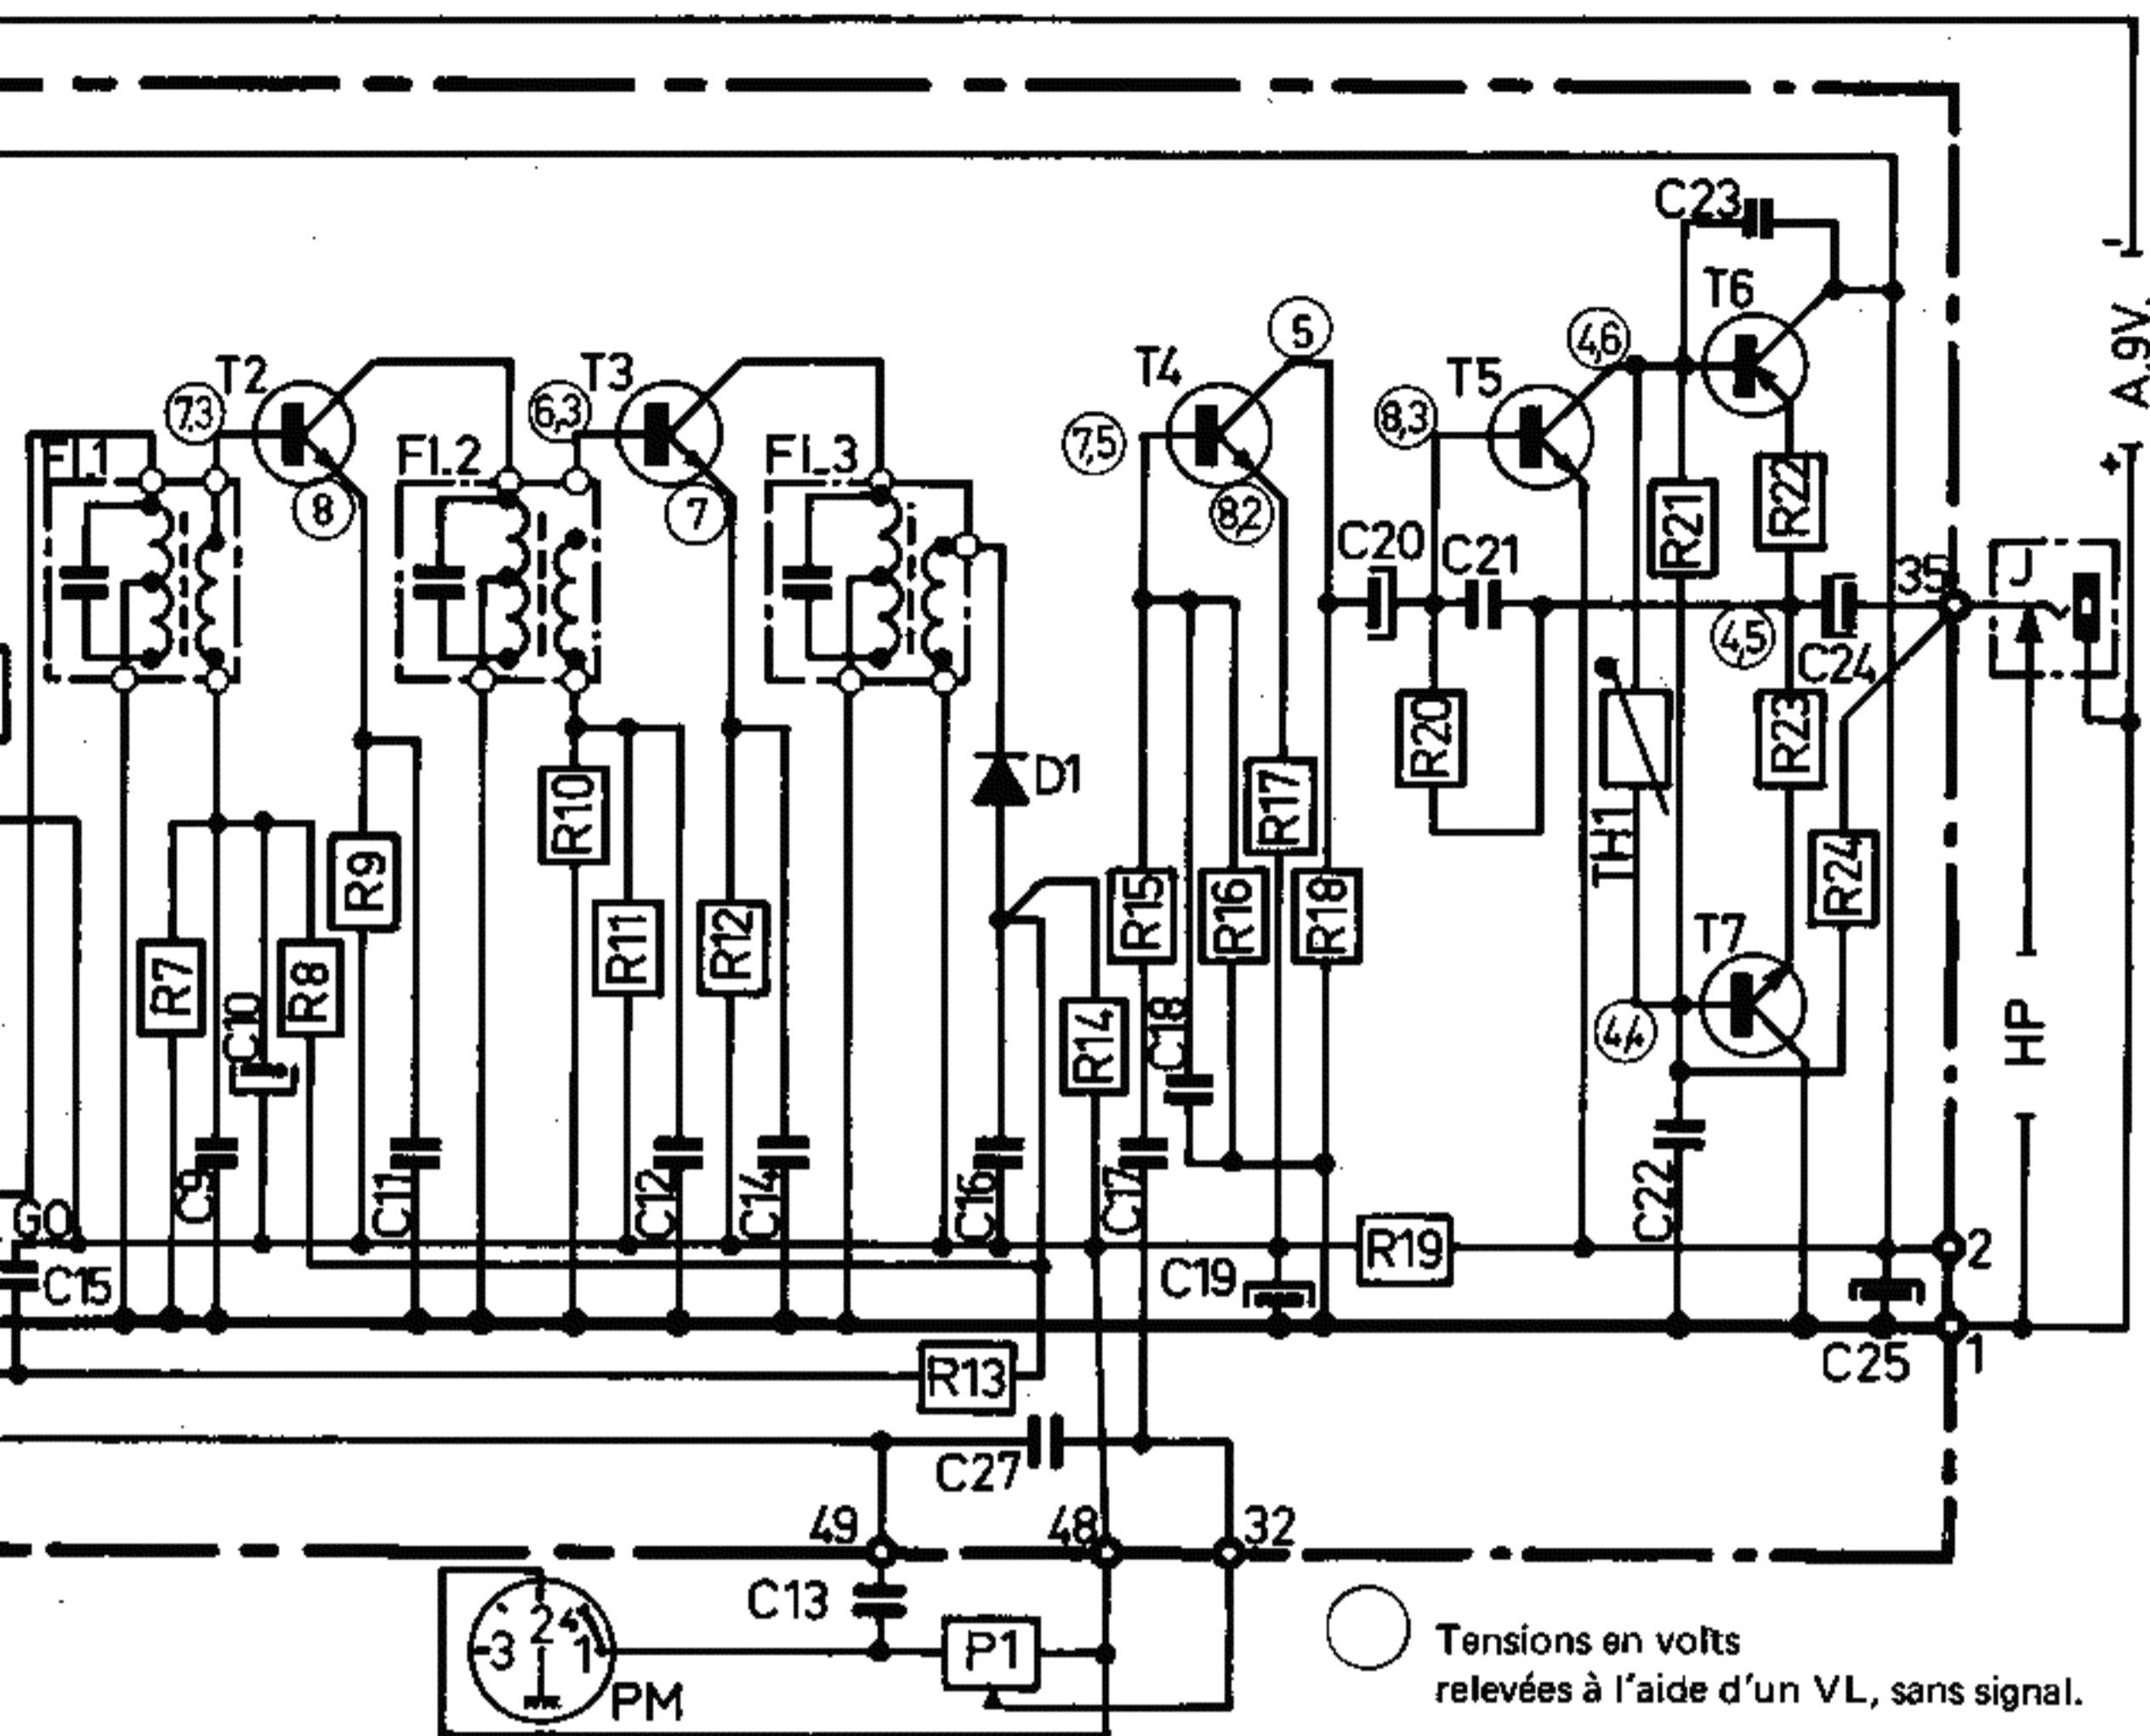 C23
T6
-
A.9V.
+
5
4,6
T2
T3
T4
T5
7,3
6,3
7,5
8,3
FI.1
FI.2
FI.3
8
7
8,2
R21
R22
C20
C21
35
J
4,5
C24
R20
R23
D1
R10
R17
TH1
R9
R24
R15
R16
R18
R11
R12
T7
R7
C10
R8
R14
C18
4,4
HP
C9
C11
C12
C14
C16
C17
C22
GO
R19
2
C15
C19
1
C25
R13
C27
49
48
32
C13
3
2
4
1
P1
PM
Tensions en volts
relevées à l'aide d'un VL, sans signal.